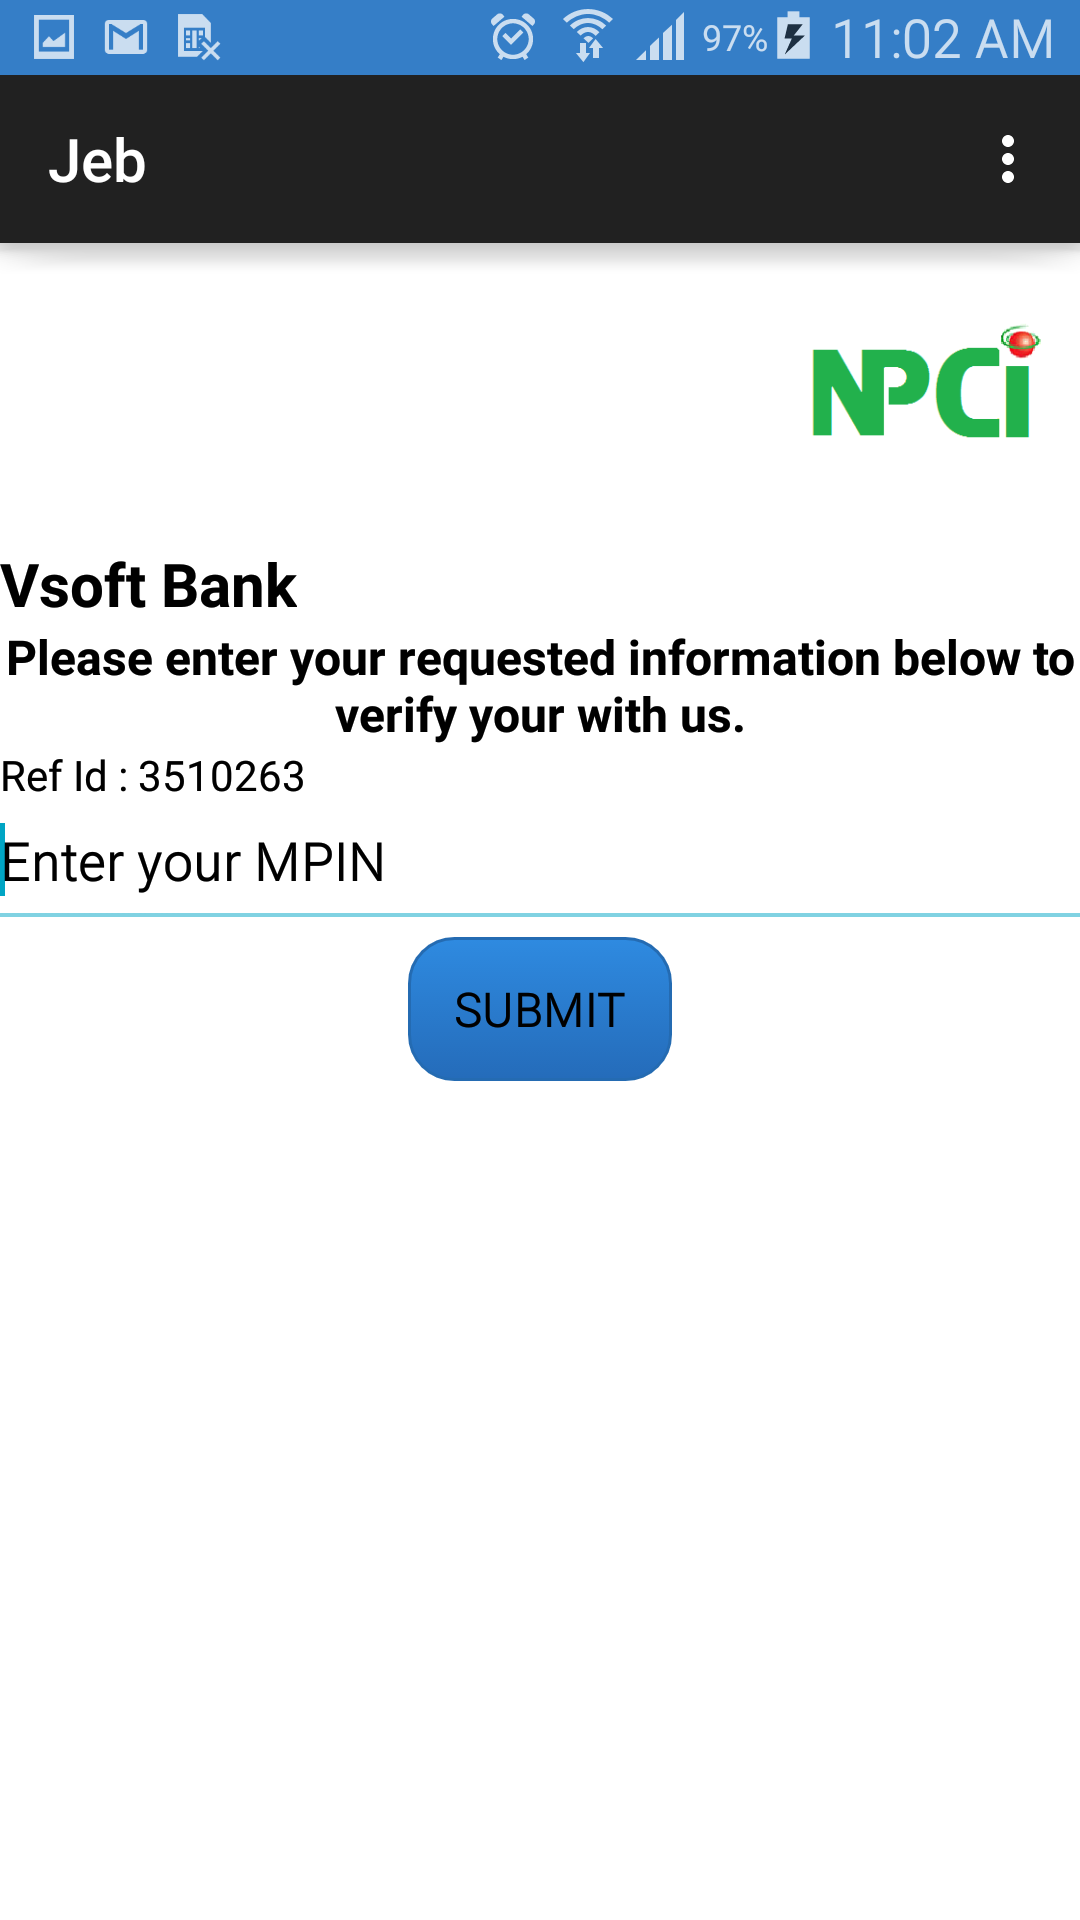 97% 11:02 AM
Jeb
NPCi
Vsoft Bank
Please enter your requested information below to
verify your with us.
Ref Id : 3510263
Enter your MPIN
SUBMIT